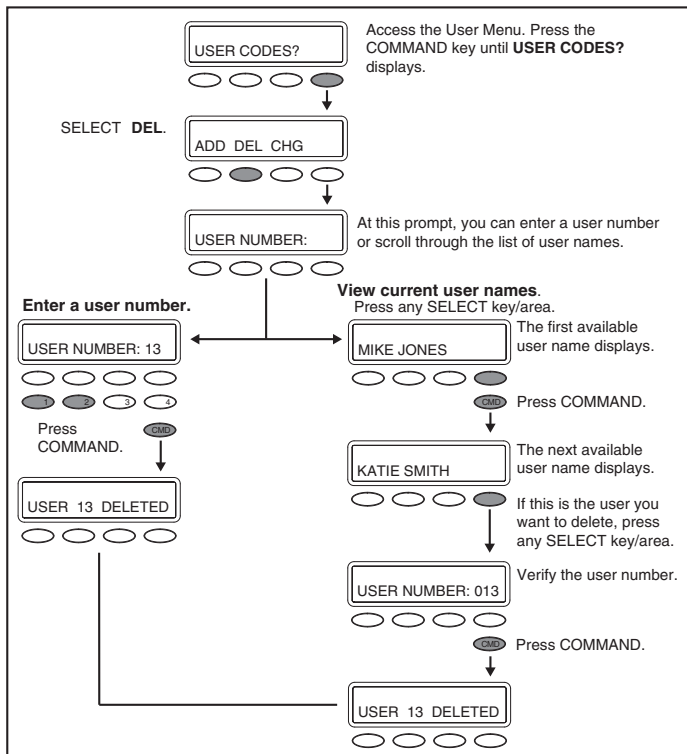 USER CODES?
Access the User Menu. Press the
COMMAND key until USER CODES?
displays.
SELECT DEL.
ADD DEL CHG
USER NUMBER:
At this prompt, you can enter a user number
or scroll through the list of user names.
Enter a user number.
USER NUMBER: 13
1 2 3 4
Press
COMMAND.
CMD
USER 13 DELETED
View current user names.
Press any SELECT key/area.
MIKE JONES
The first available
user name displays.
CMD
Press COMMAND.
KATIE SMITH
The next available
user name displays.
If this is the user you
want to delete, press
any SELECT key/area.
USER NUMBER: 013
Verify the user number.
CMD
Press COMMAND.
USER 13 DELETED